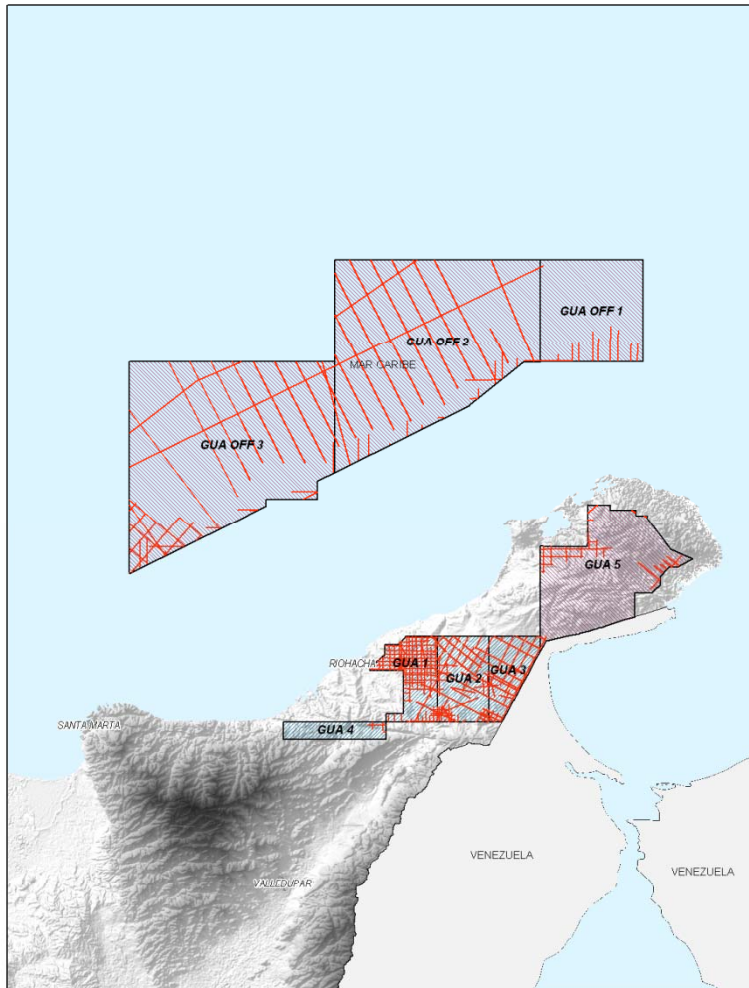 GUA OFF 1
GUA OFF 2
MAR CARIBE
GUA OFF 3
GUA 5
RIOHACHA
GUA 1
GUA 2
GUA 3
SANTA MARTA
GUA 4
VENEZUELA
VENEZUELA
VALLEDUPAR